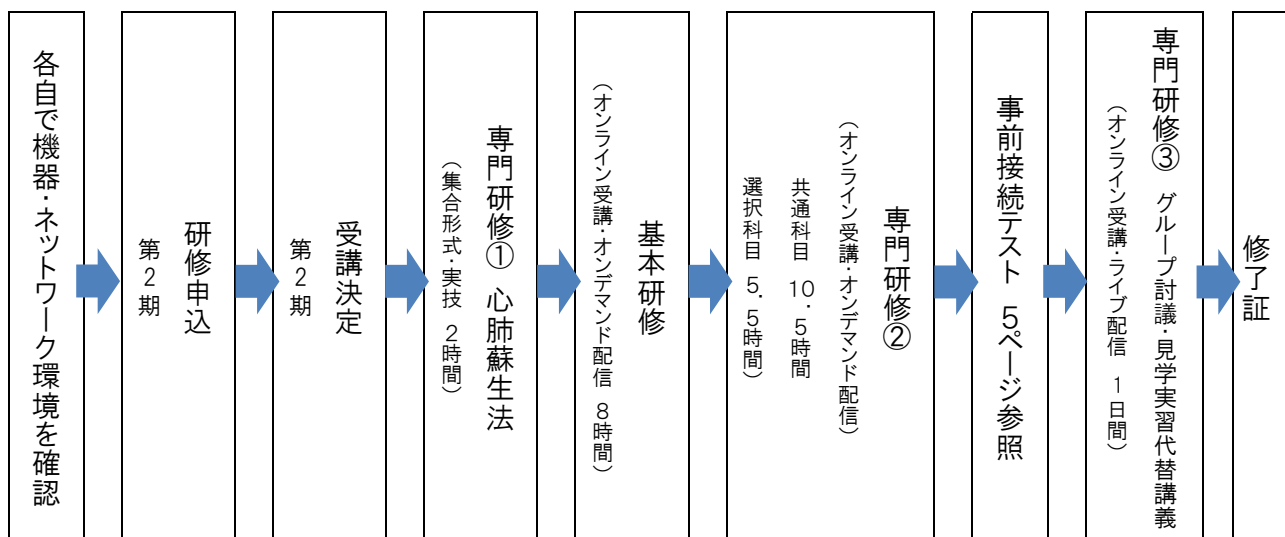 各自で機器・ネットワーク環境を確認
研修申込
第2期
受講決定
第2期
専門研修① 心肺蘇生法
(集合形式・実技 2時間)
基本研修
(オンライン受講・オンデマンド配信 8時間)
専門研修②
(オンライン受講・オンデマンド配信)
共通科目 10.5時間
選択科目 5.5時間)
事前接続テスト 5ページ参照
専門研修③ グループ討議・見学実習代替講義
(オンライン受講・ライブ配信 1日間)
修了証